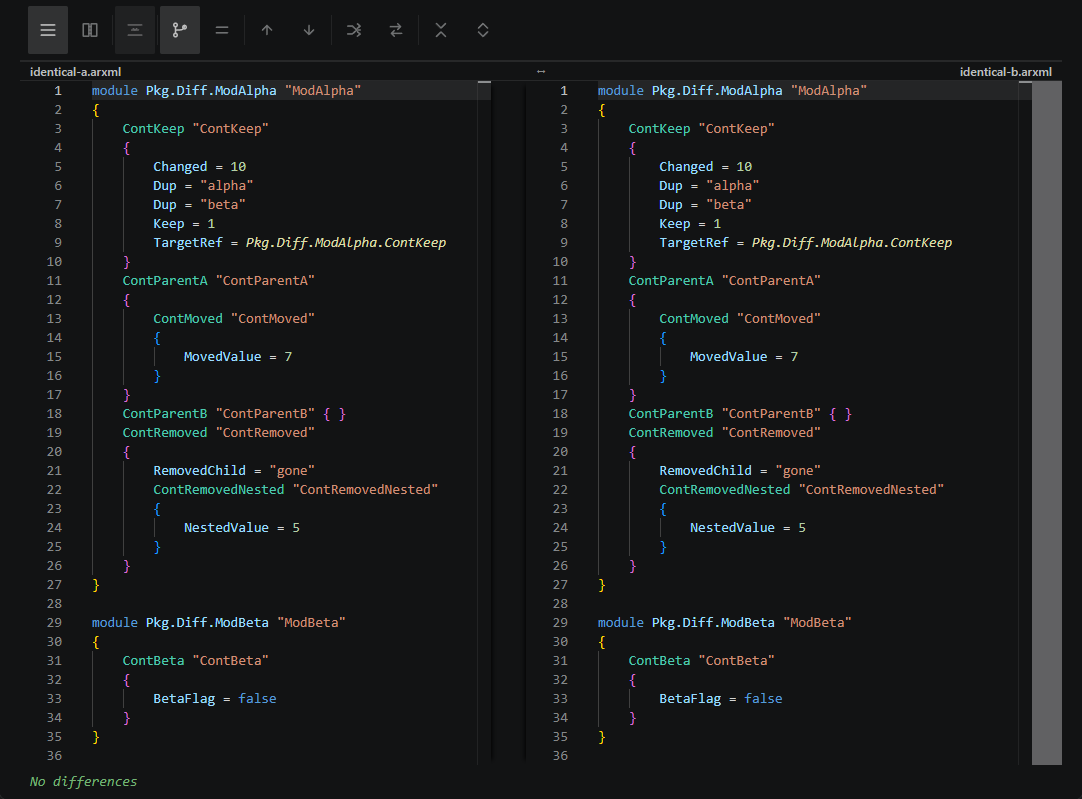 identical-a.arxml ↔ identical-b.arxml
1 module Pkg.Diff.ModAlpha "ModAlpha"
2 {
3 ContKeep "ContKeep"
4 {
5 Changed = 10
6 Dup = "alpha"
7 Dup = "beta"
8 Keep = 1
9 TargetRef = Pkg.Diff.ModAlpha.ContKeep
10 }
11 ContParentA "ContParentA"
12 {
13 ContMoved "ContMoved"
14 {
15 MovedValue = 7
16 }
17 }
18 ContParentB "ContParentB" { }
19 ContRemoved "ContRemoved"
20 {
21 RemovedChild = "gone"
22 ContRemovedNested "ContRemovedNested"
23 {
24 NestedValue = 5
25 }
26 }
27 }
28
29 module Pkg.Diff.ModBeta "ModBeta"
30 {
31 ContBeta "ContBeta"
32 {
33 BetaFlag = false
34 }
35 }
36
1 module Pkg.Diff.ModAlpha "ModAlpha"
2 {
3 ContKeep "ContKeep"
4 {
5 Changed = 10
6 Dup = "alpha"
7 Dup = "beta"
8 Keep = 1
9 TargetRef = Pkg.Diff.ModAlpha.ContKeep
10 }
11 ContParentA "ContParentA"
12 {
13 ContMoved "ContMoved"
14 {
15 MovedValue = 7
16 }
17 }
18 ContParentB "ContParentB" { }
19 ContRemoved "ContRemoved"
20 {
21 RemovedChild = "gone"
22 ContRemovedNested "ContRemovedNested"
23 {
24 NestedValue = 5
25 }
26 }
27 }
28
29 module Pkg.Diff.ModBeta "ModBeta"
30 {
31 ContBeta "ContBeta"
32 {
33 BetaFlag = false
34 }
35 }
36
No differences